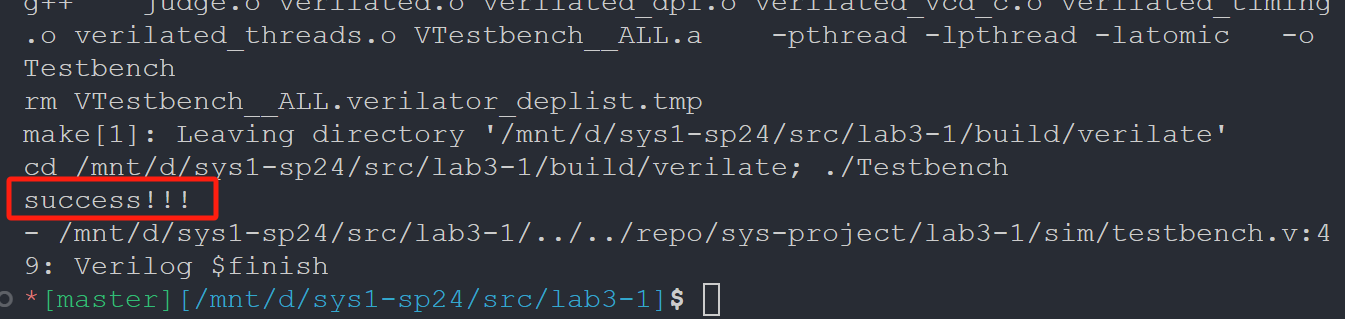 g++    judge.o verilated.o verilated_dpi.o verilated_vcd_c.o verilated_timing
.o verilated_threads.o VTestbench__ALL.a    -pthread -lpthread -latomic   -o
Testbench
rm VTestbench__ALL.verilator_deplist.tmp
make[1]: Leaving directory '/mnt/d/sys1-sp24/src/lab3-1/build/verilate'
cd /mnt/d/sys1-sp24/src/lab3-1/build/verilate; ./Testbench
success!!!
- /mnt/d/sys1-sp24/src/lab3-1/../../repo/sys-project/lab3-1/sim/testbench.v:4
9: Verilog $finish
*[master][/mnt/d/sys1-sp24/src/lab3-1]$